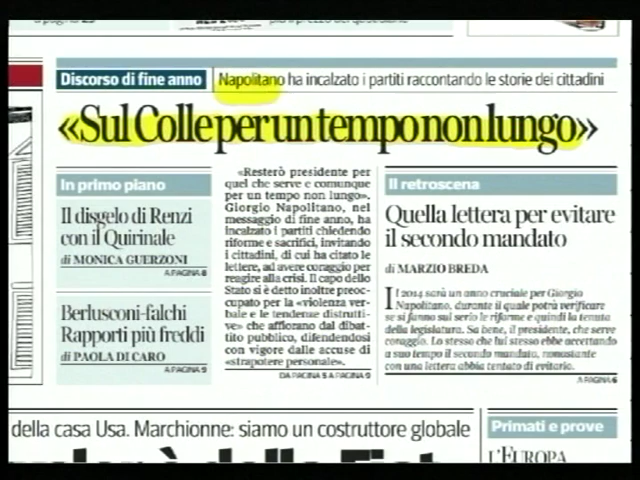 Discorso di fine anno
Napolitano ha incalzato i partiti raccontando le storie dei cittadini
«Sul Colle per un tempo non lungo»
In primo piano
Il disgelo di Renzi
con il Quirinale
di MONICA GUERZONI
A PAGINA 8
Berlusconi-falchi
Rapporti più freddi
di PAOLA DI CARO
A PAGINA 9
«Resterò presidente per
quel che serve e comunque
per un tempo non lungo».
Giorgio Napolitano, nel
messaggio di fine anno, ha
incalzato i partiti chiedendo
riforme e sacrifici, invitando
i cittadini, di cui ha citato le
lettere, ad avere coraggio per
reagire alla crisi. Il capo dello
Stato si è detto inoltre preoc-
cupato per la «violenza ver-
bale e le tendenze distrutti-
ve» che affiorano dal dibat-
tito pubblico, difendendosi
con vigore dalle accuse di
«strapotere personale».
DA PAGINA 5 A PAGINA 9
Il retroscena
Quella lettera per evitare
il secondo mandato
di MARZIO BREDA
Il 2014 sarà un anno cruciale per Giorgio
Napolitano, durante il quale potrà verificare
se si fanno sul serio le riforme e quindi la tenuta
della legislatura. Sa bene, il presidente, che serve
coraggio. Lo stesso che lui stesso ebbe accettando
a suo tempo il secondo mandato, nonostante
con una lettera abbia tentato di evitarlo.
A PAGINA 6
della casa Usa. Marchionne: siamo un costruttore globale
Primati e prove
L'EUROPA